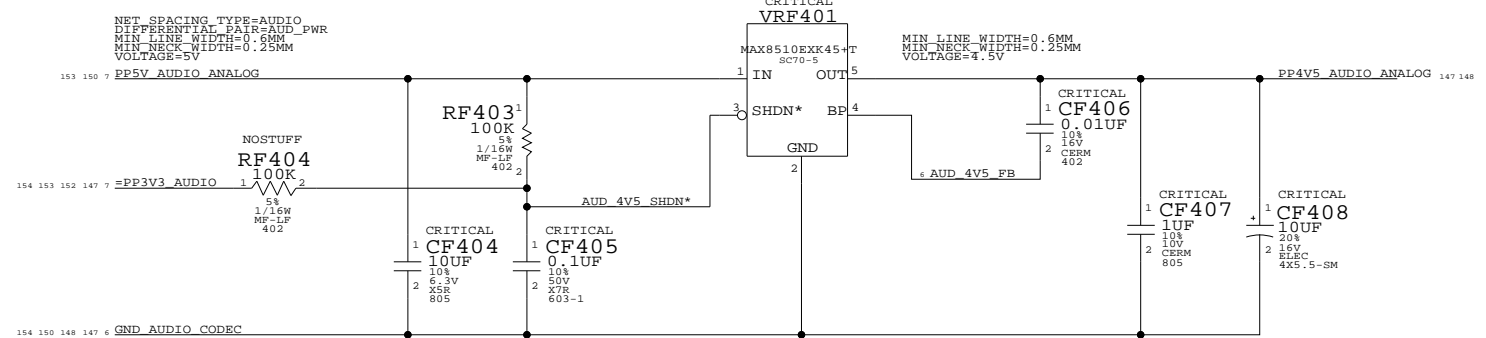 NET_SPACING_TYPE=AUDIO
DIFFERENTIAL_PAIR=AUD_PWR
MIN_LINE_WIDTH=0.6MM
MIN_NECK_WIDTH=0.25MM
VOLTAGE=5V
153 150 7 PP5V_AUDIO_ANALOG
CRITICAL
VRF401
MAX8510EXK45+T
SC70-5
1 IN
OUT 5
3 SHDN*
BP 4
GND
2
MIN_LINE_WIDTH=0.6MM
MIN_NECK_WIDTH=0.25MM
VOLTAGE=4.5V
PP4V5_AUDIO_ANALOG 147 148
RF403 1
100K
5%
1/16W
MF-LF
402
2
NOSTUFF
RF404
100K
154 153 152 147 7 =PP3V3_AUDIO 1 2
5%
1/16W
MF-LF
402
AUD_4V5_SHDN*
CRITICAL
1 CF406
0.01UF
10%
2 16V
CERM
402
6 AUD_4V5_FB
CRITICAL
1 CF404
10UF
10%
2 6.3V
X5R
805
CRITICAL
1 CF405
0.1UF
10%
2 50V
X7R
603-1
CRITICAL
1 CF407
1UF
10%
2 10V
CERM
805
CRITICAL
+ 1 CF408
10UF
20%
2 16V
ELEC
4X5.5-SM
154 150 148 147 6 GND_AUDIO_CODEC